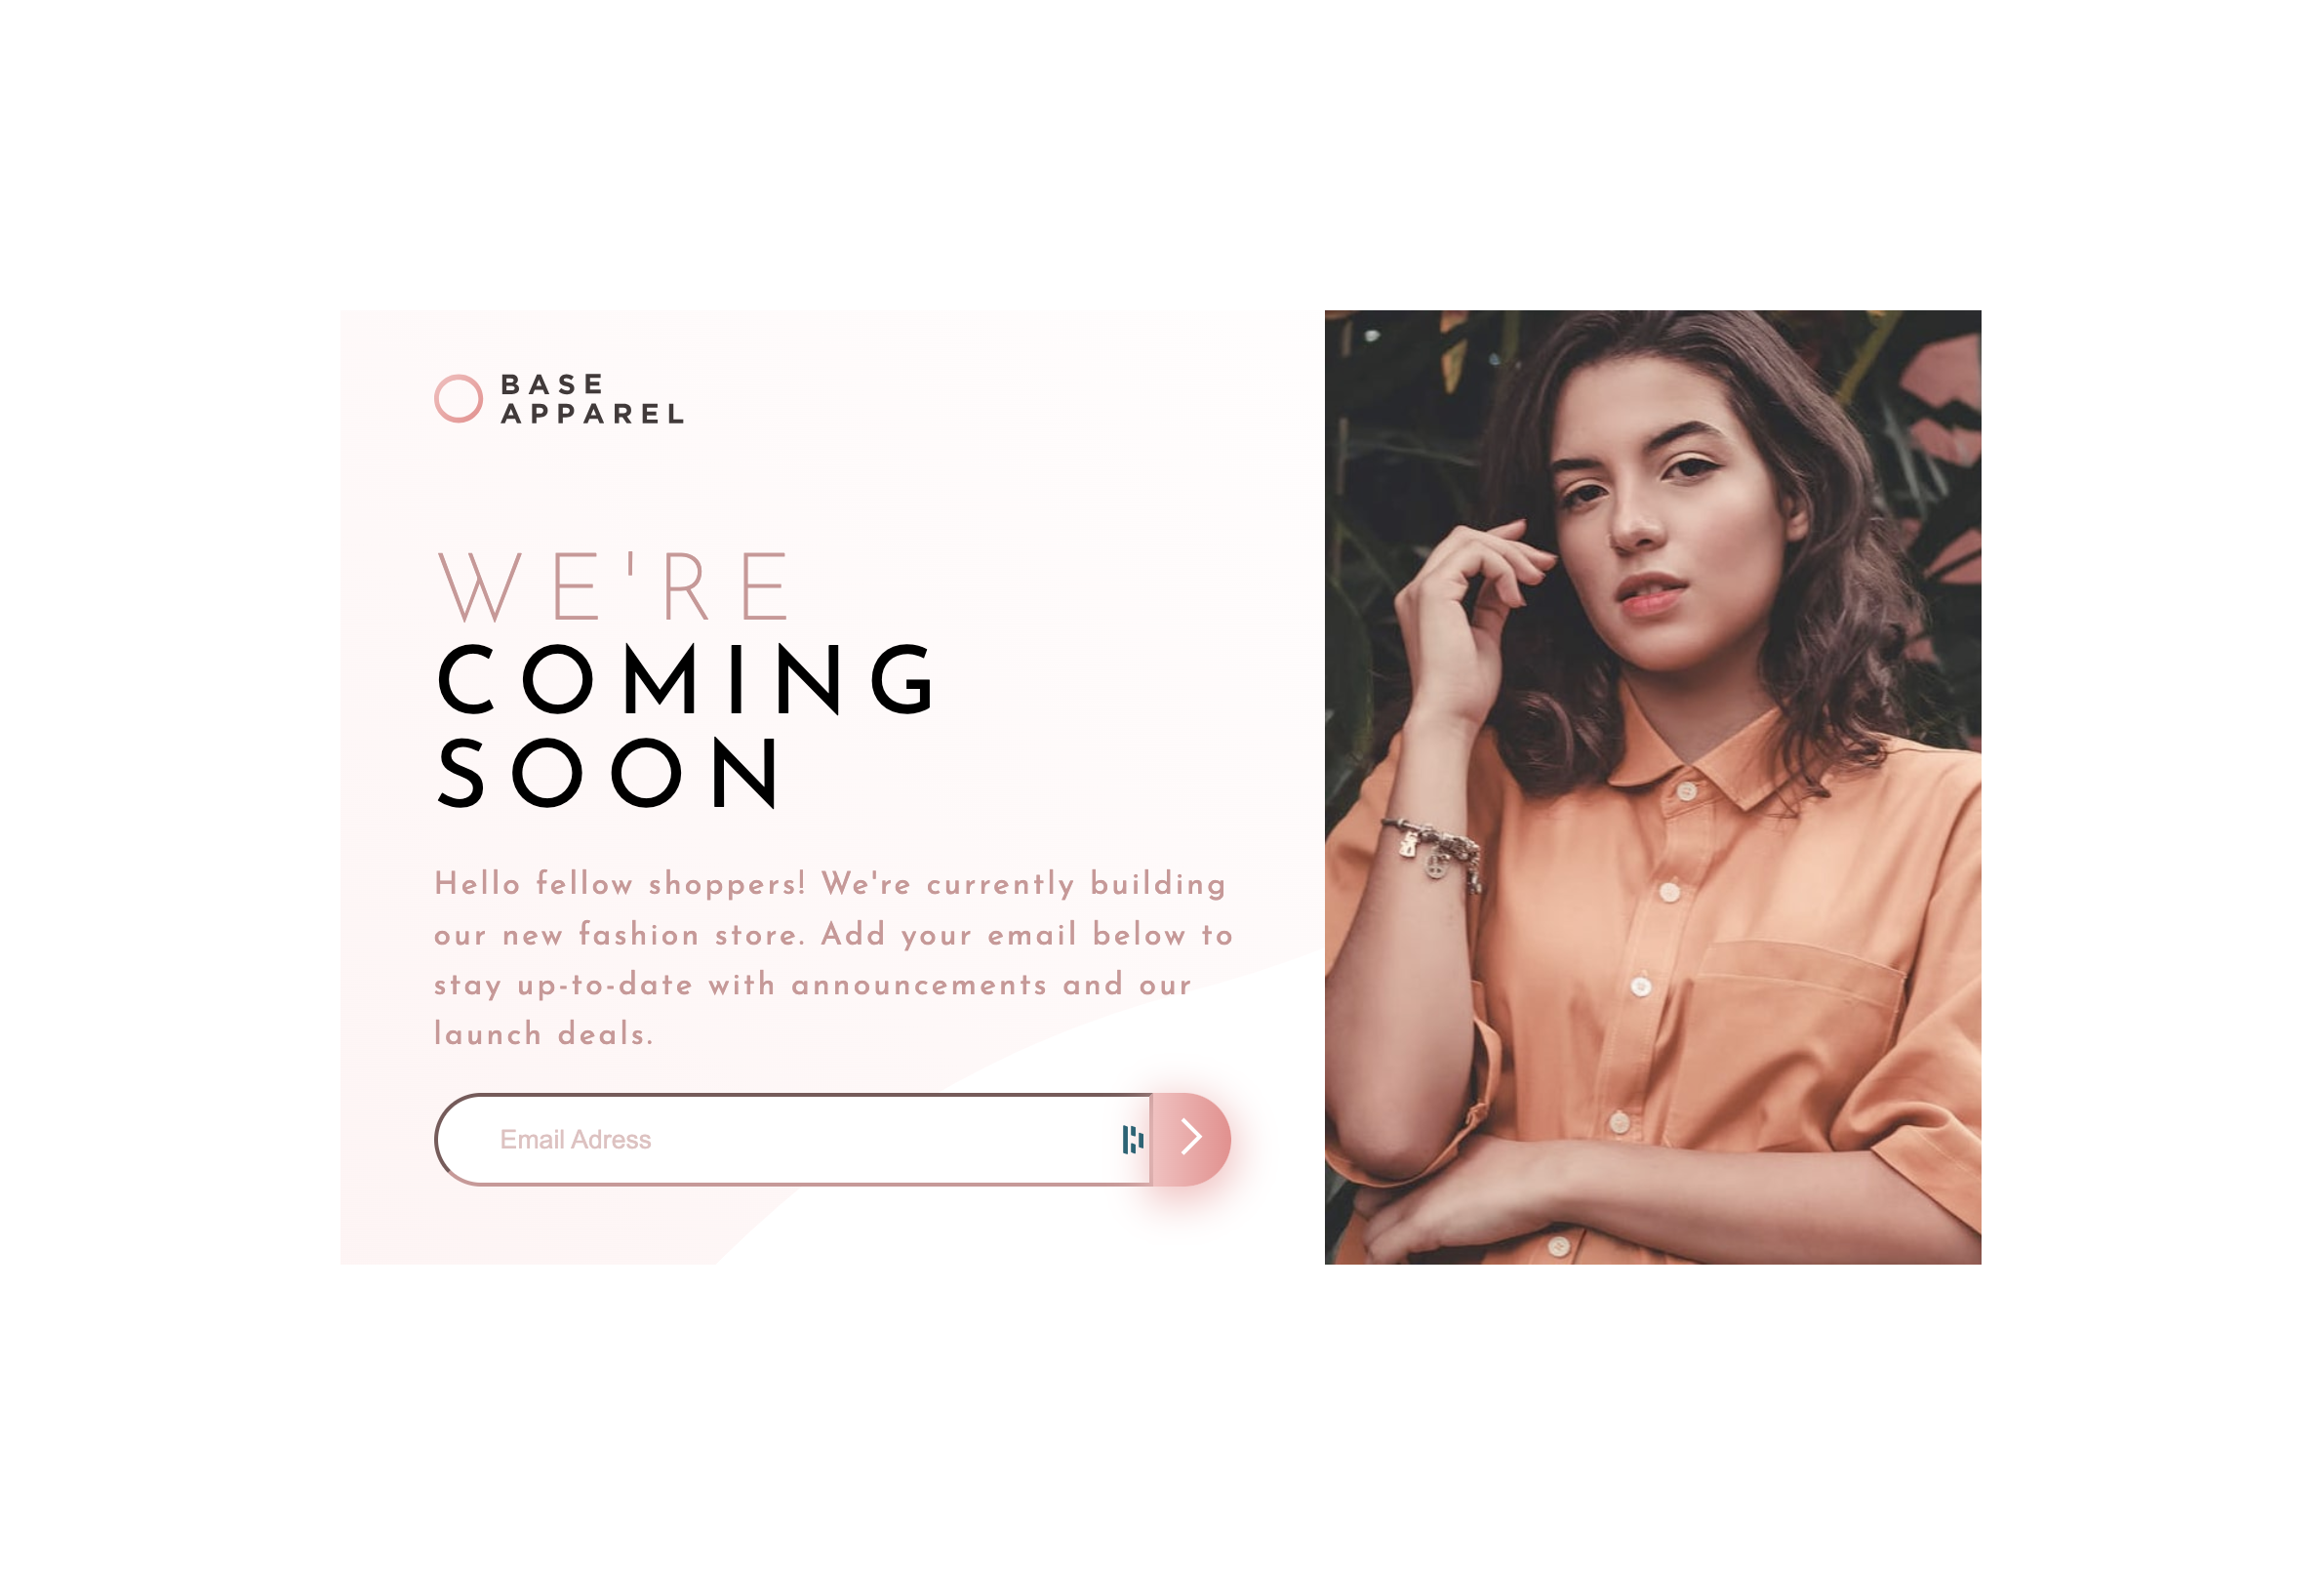 BASE
APPAREL
WE'RE
COMING
SOON
Hello fellow shoppers! We're currently building
our new fashion store. Add your email below to
stay up-to-date with announcements and our
launch deals.
Email Adress